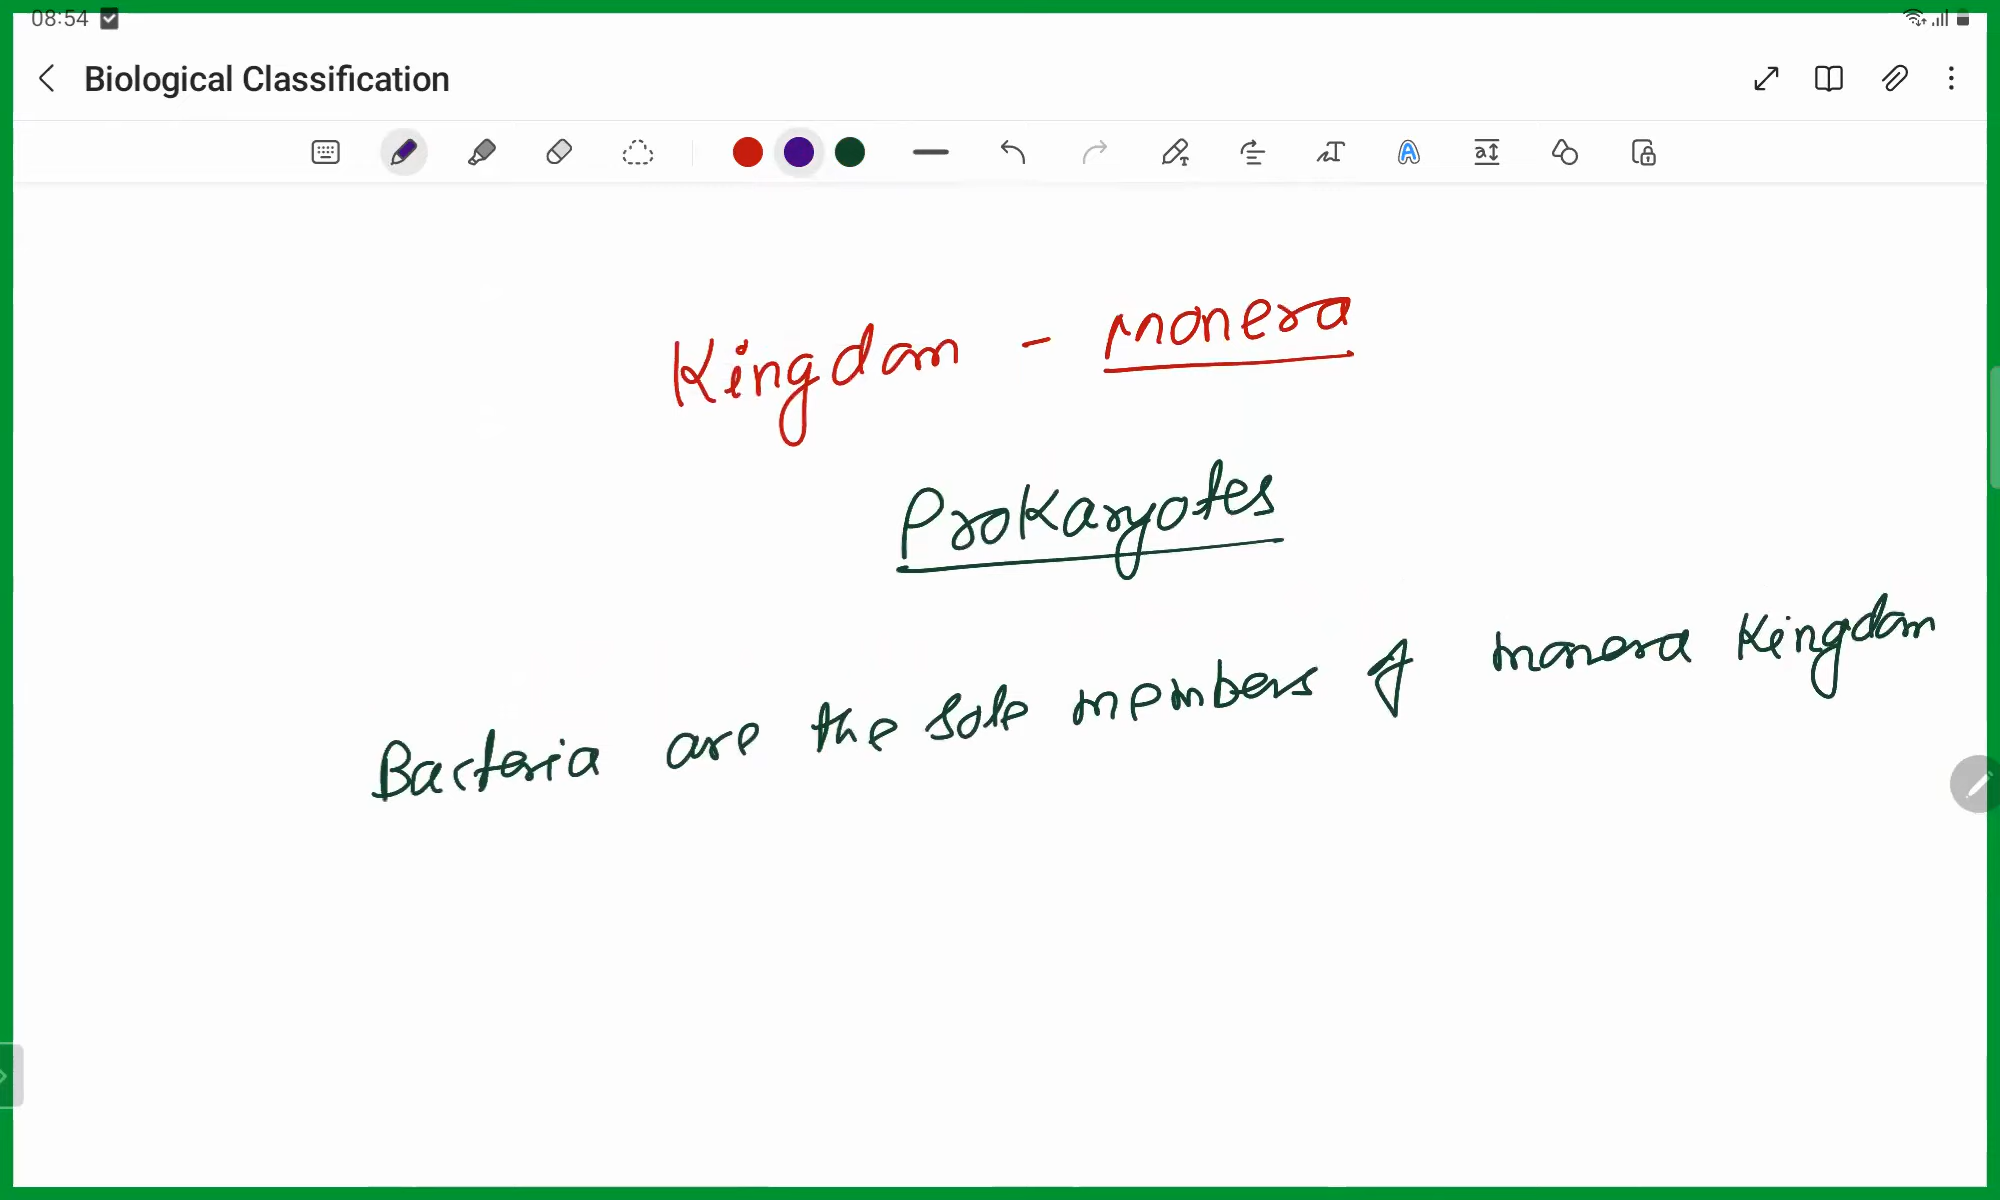 08:54
Biological Classification
Kingdom - Monera
Prokaryotes
Bacteria are the sole members of monera Kingdom